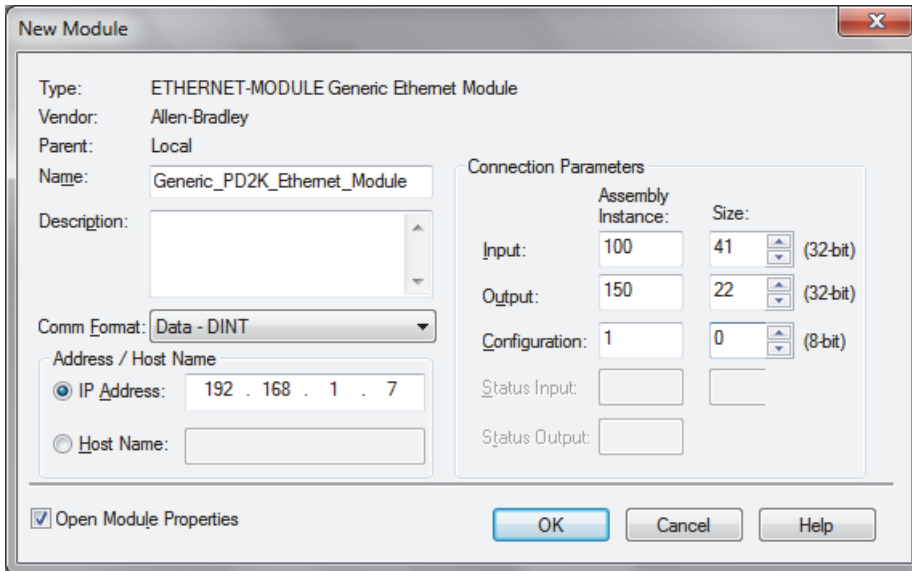 New Module
Type: ETHERNET-MODULE Generic Ethernet Module
Vendor: Allen-Bradley
Parent: Local
Name: Generic_PD2K_Ethernet_Module
Description:
Comm Format: Data - DINT
Address / Host Name
IP Address: 192 . 168 . 1 . 7
Host Name:
Connection Parameters
Assembly Instance: Size:
Input: 100 41 (32-bit)
Output: 150 22 (32-bit)
Configuration: 1 0 (8-bit)
Status Input:
Status Output:
Open Module Properties
OK Cancel Help